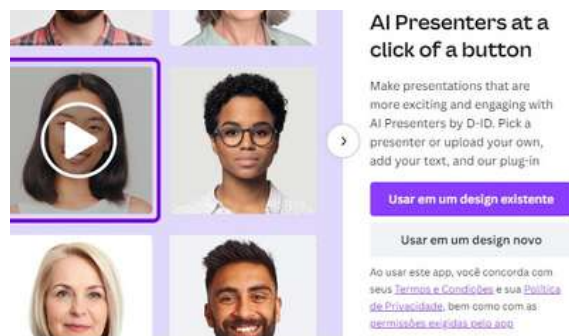 AI Presenters at a
click of a button
Make presentations that are
more exciting and engaging with
AI Presenters by D-ID. Pick a
presenter or upload your own,
add your text, and our plug-in
Usar em um design existente
Usar em um design novo
Ao usar este app, você concorda com
seus Termos e Condições e sua Política
de Privacidade, bem como com as
permissões exigidas pelo app